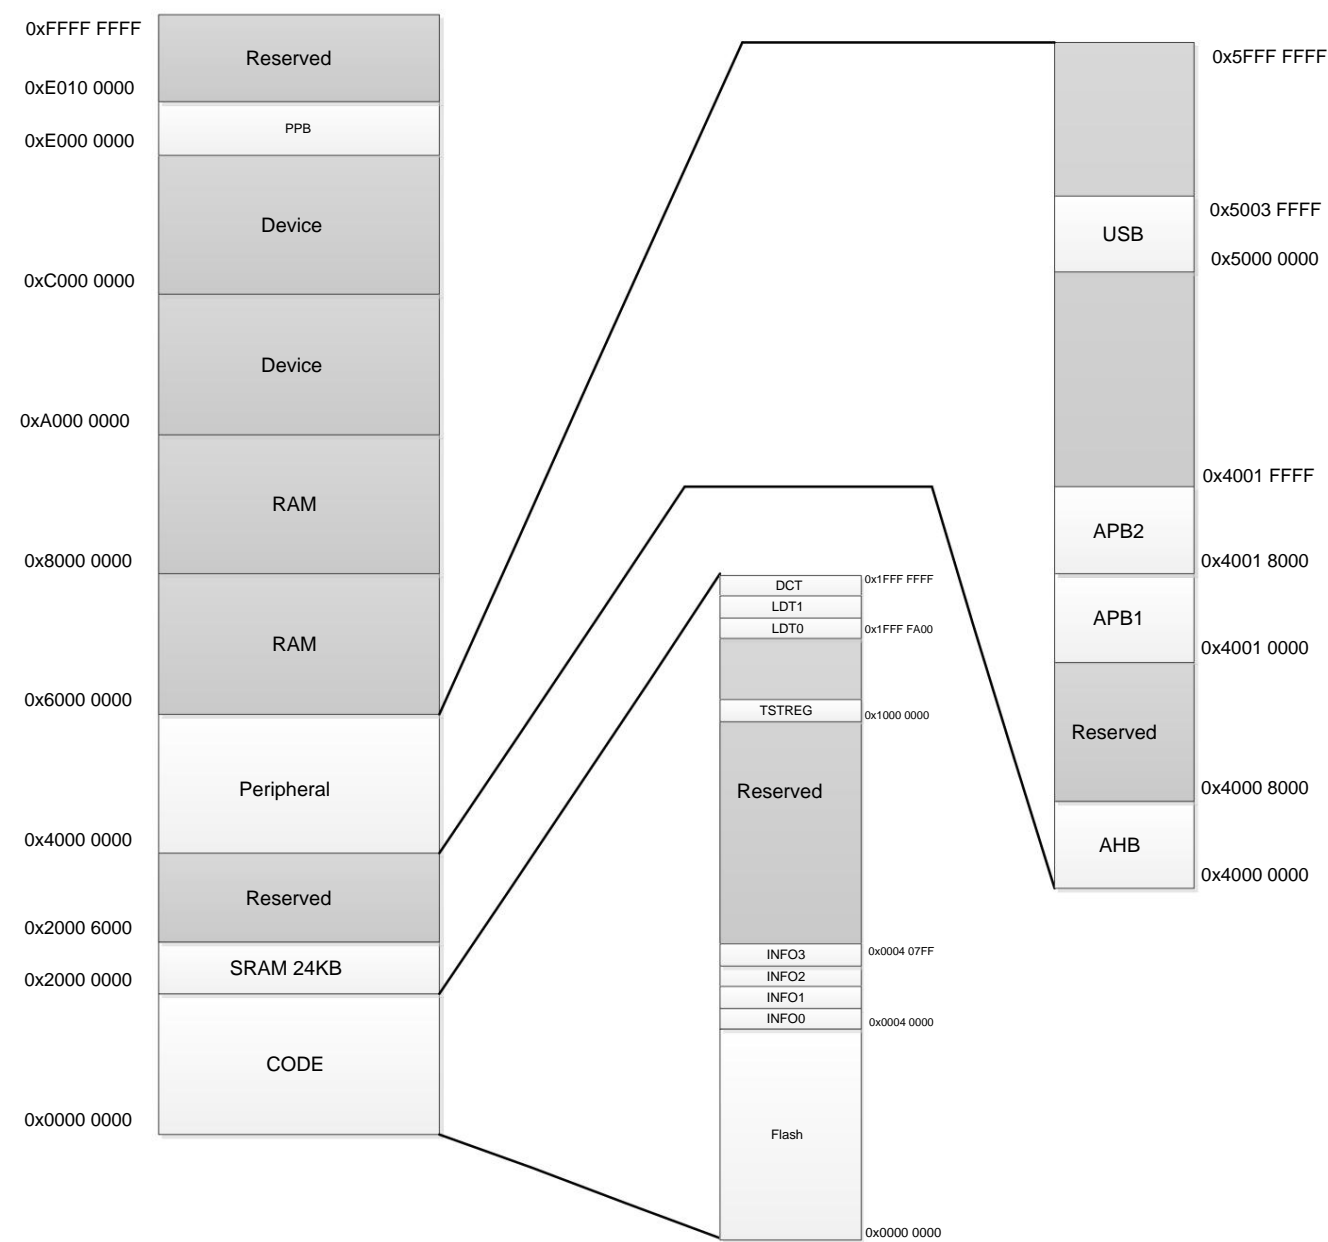 0xFFFF FFFF
Reserved
0xE010 0000
PPB
0xE000 0000
Device
0xC000 0000
Device
0xA000 0000
RAM
0x8000 0000
RAM
0x6000 0000
Peripheral
0x4000 0000
Reserved
0x2000 6000
SRAM 24KB
0x2000 0000
CODE
0x0000 0000
DCT
0x1FFF FFFF
LDT1
LDT0
0x1FFF FA00
TSTREG
0x1000 0000
Reserved
INFO3
0x0004 07FF
INFO2
INFO1
INFO0
0x0004 0000
Flash
0x0000 0000
0x5FFF FFFF
0x5003 FFFF
USB
0x5000 0000
0x4001 FFFF
APB2
0x4001 8000
APB1
0x4001 0000
Reserved
0x4000 8000
AHB
0x4000 0000